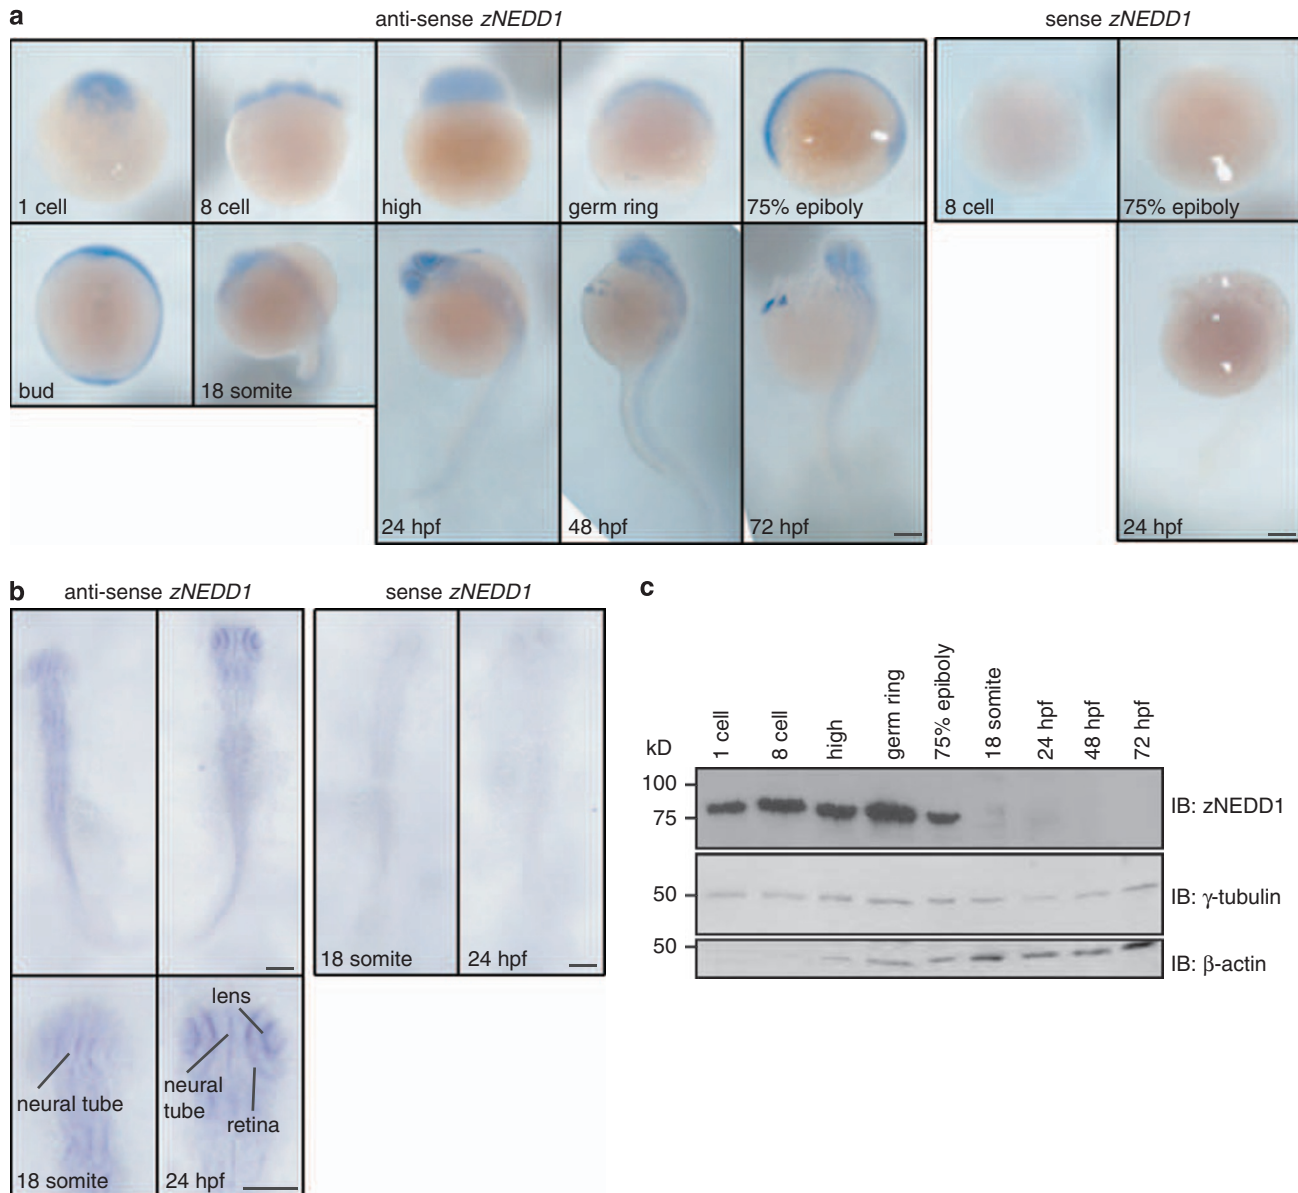 a
anti-sense zNEDD1
sense zNEDD1
1 cell
8 cell
high
germ ring
75% epiboly
8 cell
75% epiboly
bud
18 somite
24 hpf
48 hpf
72 hpf
24 hpf
b
anti-sense zNEDD1
sense zNEDD1
18 somite
24 hpf
neural tube
lens
neural
tube
retina
18 somite
24 hpf
c
kD
1 cell
8 cell
high
germ ring
75% epiboly
18 somite
24 hpf
48 hpf
72 hpf
100
75
IB: zNEDD1
50
IB: γ-tubulin
50
IB: β-actin